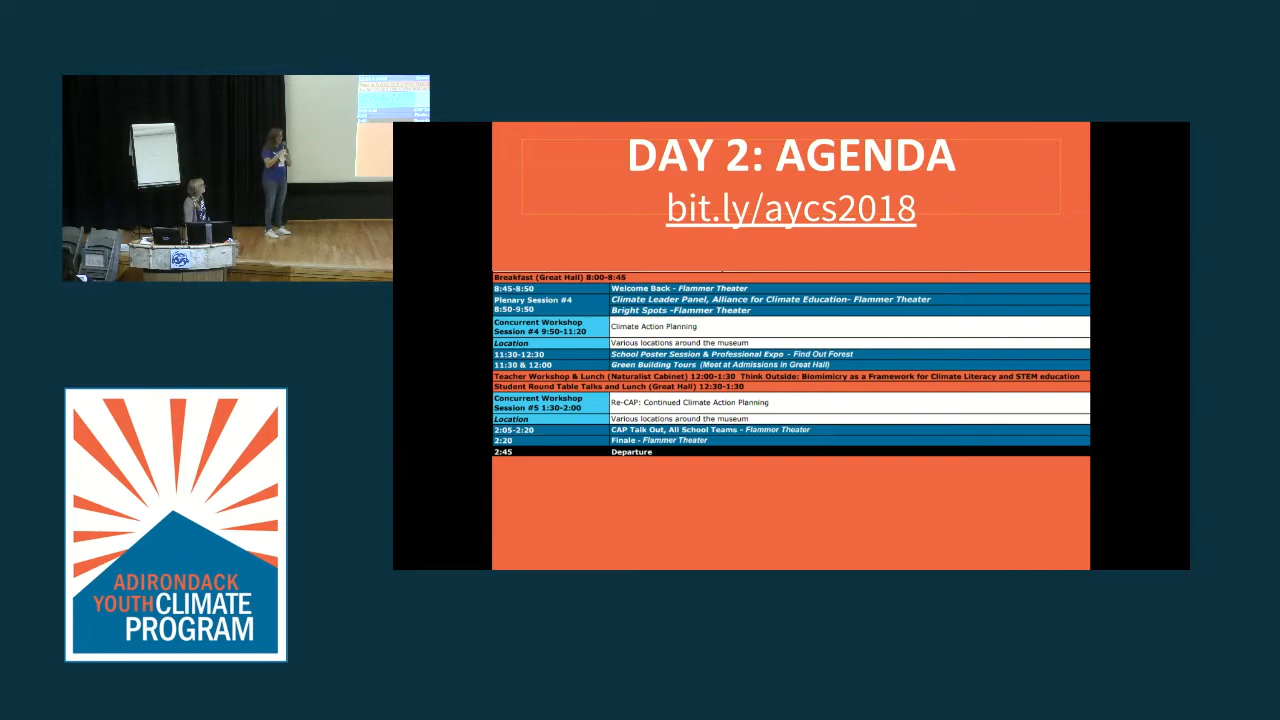 DAY 2: AGENDA
bit.ly/aycs2018
Breakfast (Great Hall) 8:00-8:45
8:45-8:50 Welcome Back - Flammer Theater
Plenary Session #4 Climate Leader Panel, Alliance for Climate Education- Flammer Theater
8:50-9:50 Bright Spots -Flammer Theater
Concurrent Workshop
Session #4 9:50-11:20 Climate Action Planning
Location Various locations around the museum
11:30-12:30 School Poster Session & Professional Expo - Find Out Forest
11:30 & 12:00 Green Building Tours (Meet at Admissions in Great Hall)
Teacher Workshop & Lunch (Naturalist Cabinet) 12:00-1:30 Think Outside: Biomimicry as a Framework for Climate Literacy and STEM education
Student Round Table Talks and Lunch (Great Hall) 12:30-1:30
Concurrent Workshop
Session #5 1:30-2:00 Re-CAP: Continued Climate Action Planning
Location Various locations around the museum
2:05-2:20 CAP Talk Out, All School Teams - Flammer Theater
2:20 Finale - Flammer Theater
2:45 Departure
ADIRONDACK
YOUTH CLIMATE
PROGRAM